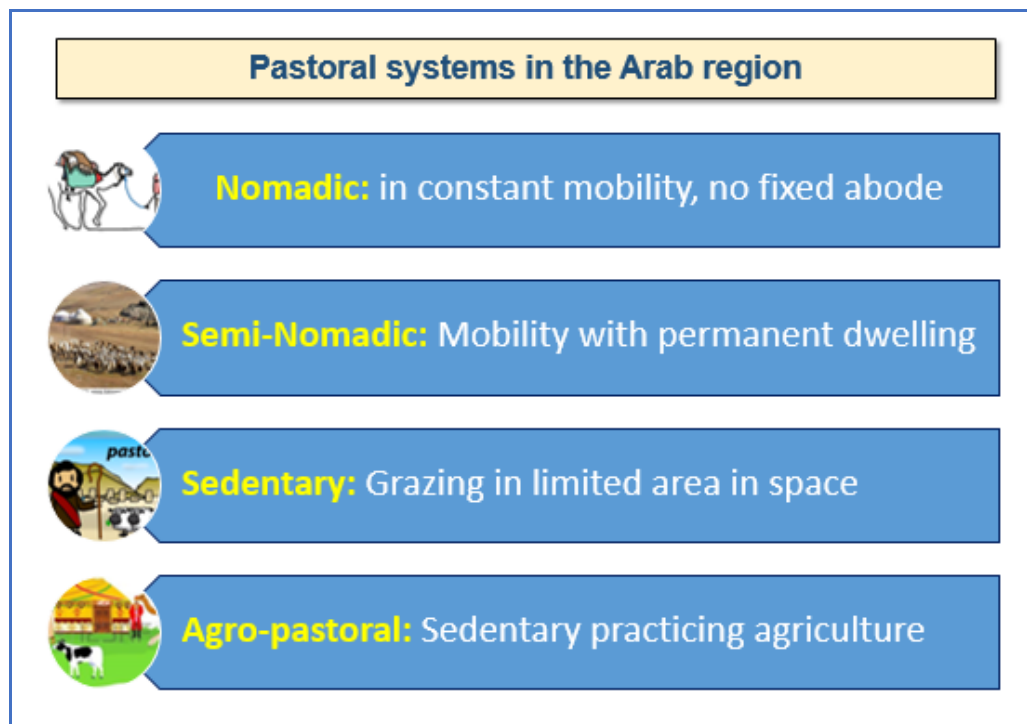 Pastoral systems in the Arab region
Nomadic: in constant mobility, no fixed abode
Semi-Nomadic: Mobility with permanent dwelling
pasto
Sedentary: Grazing in limited area in space
Agro-pastoral: Sedentary practicing agriculture